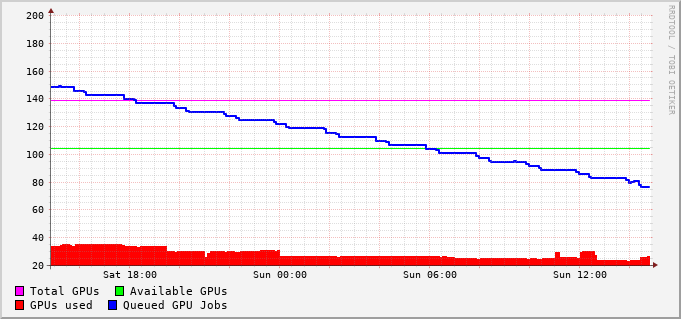 200
180
160
140
120
100
80
60
40
20
Sat 18:00 Sun 00:00 Sun 06:00 Sun 12:00
Total GPUs Available GPUs
GPUs used Queued GPU Jobs
RRDTOOL / TOBI OETIKER